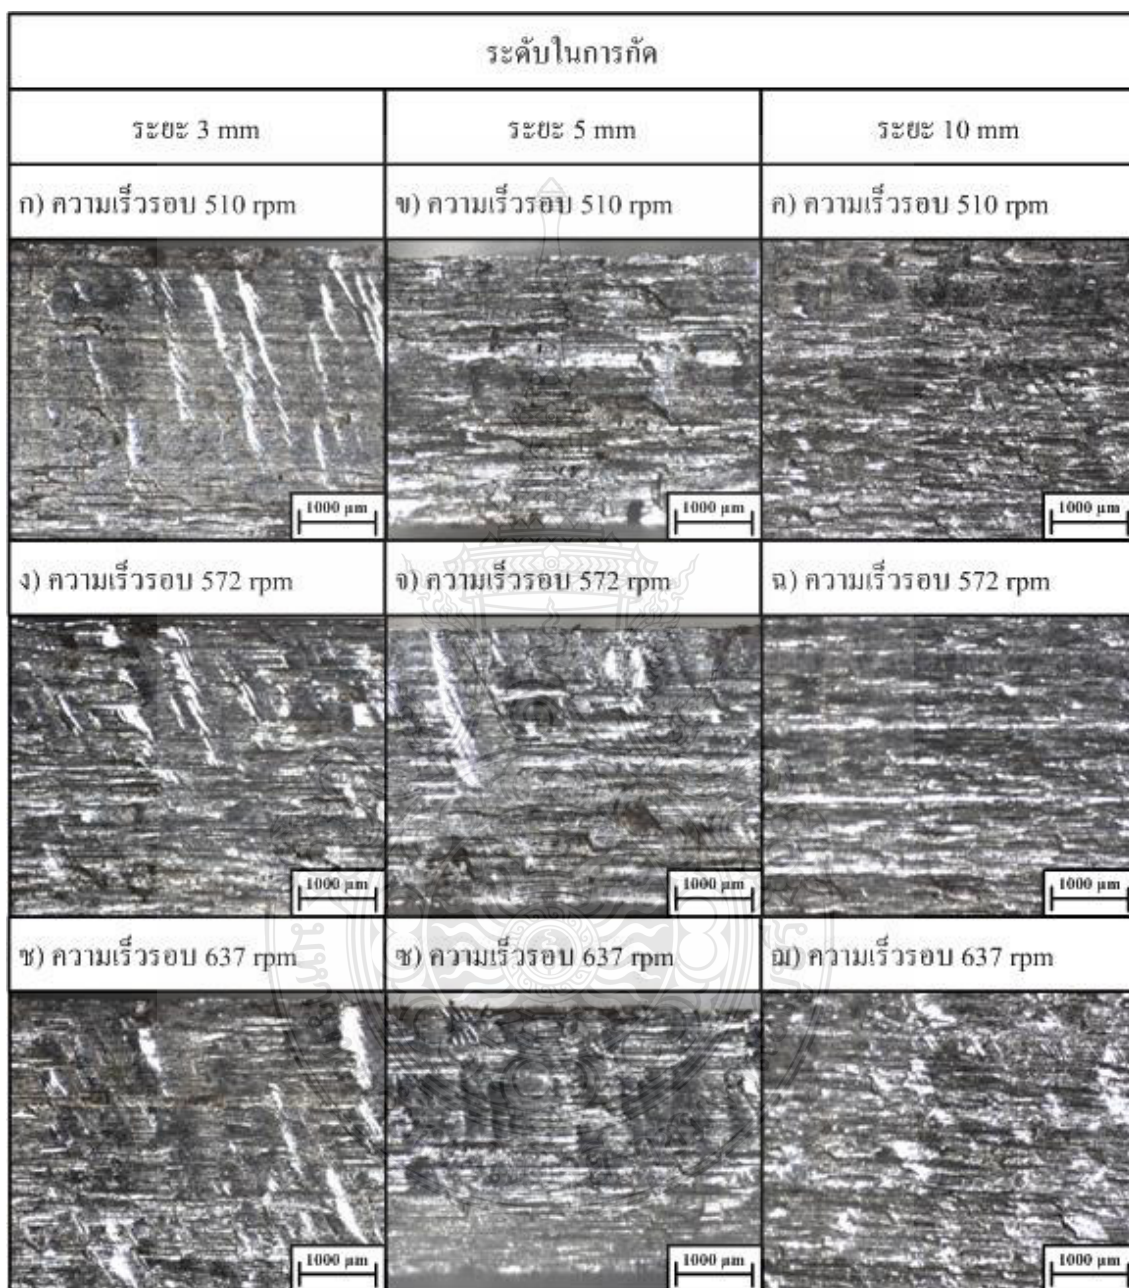 ระดับในการกัด
ระยะ 3 mm
ระยะ 5 mm
ระยะ 10 mm
ก) ความเร็วรอบ 510 rpm
ข) ความเร็วรอบ 510 rpm
ค) ความเร็วรอบ 510 rpm
1000 µm
1000 µm
1000 µm
ง) ความเร็วรอบ 572 rpm
จ) ความเร็วรอบ 572 rpm
ฉ) ความเร็วรอบ 572 rpm
1000 µm
1000 µm
1000 µm
ช) ความเร็วรอบ 637 rpm
ซ) ความเร็วรอบ 637 rpm
ฌ) ความเร็วรอบ 637 rpm
1000 µm
1000 µm
1000 µm